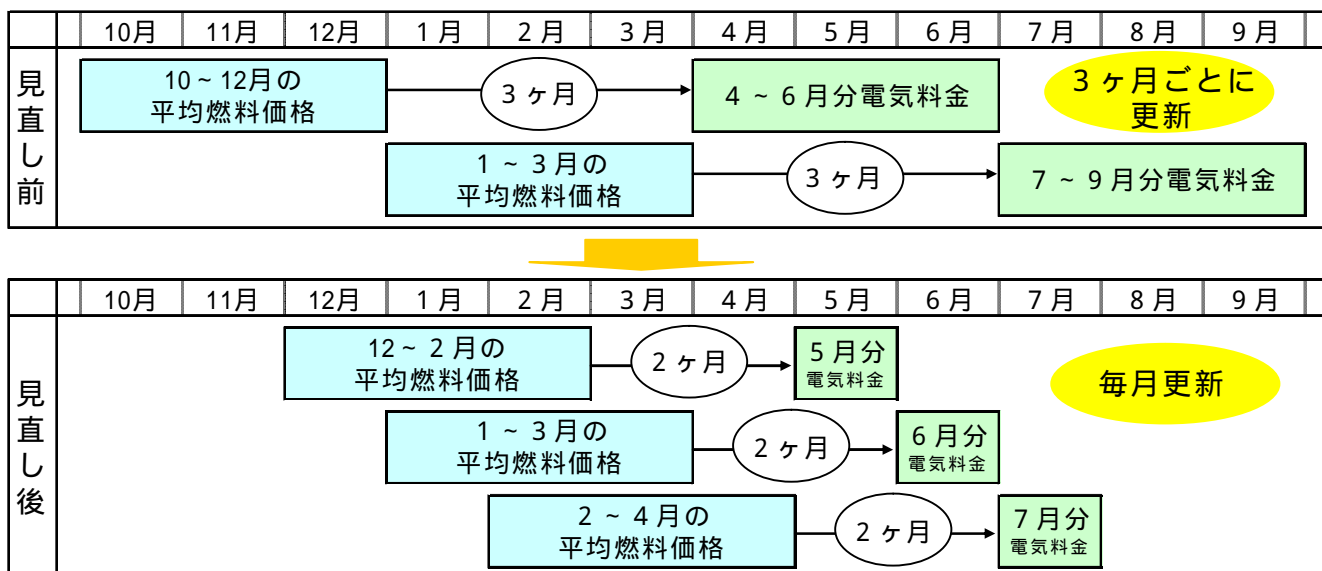 10月 11月 12月 1月 2月 3月 4月 5月 6月 7月 8月 9月
見直し前
10~12月の
平均燃料価格
3ヶ月
4~6月分電気料金
3ヶ月ごとに
更新
1~3月の
平均燃料価格
3ヶ月
7~9月分電気料金
10月 11月 12月 1月 2月 3月 4月 5月 6月 7月 8月 9月
見直し後
12~2月の
平均燃料価格
2ヶ月
5月分
電気料金
毎月更新
1~3月の
平均燃料価格
2ヶ月
6月分
電気料金
2~4月の
平均燃料価格
2ヶ月
7月分
電気料金